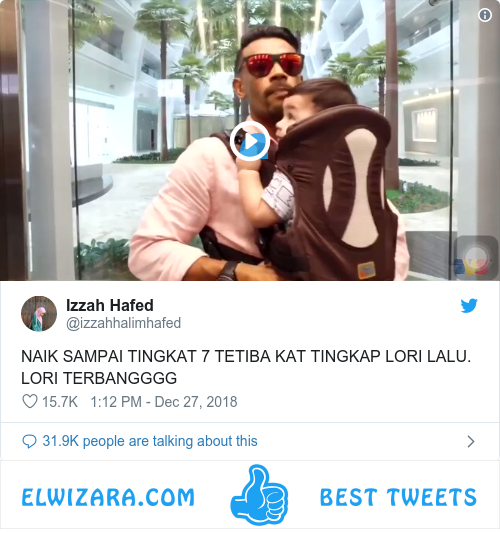 Izzah Hafed
@izzahhalimhafed
NAIK SAMPAI TINGKAT 7 TETIBA KAT TINGKAP LORI LALU.
LORI TERBANGGGG
15.7K 1:12 PM - Dec 27, 2018
31.9K people are talking about this
ELWIZARA.COM BEST TWEETS